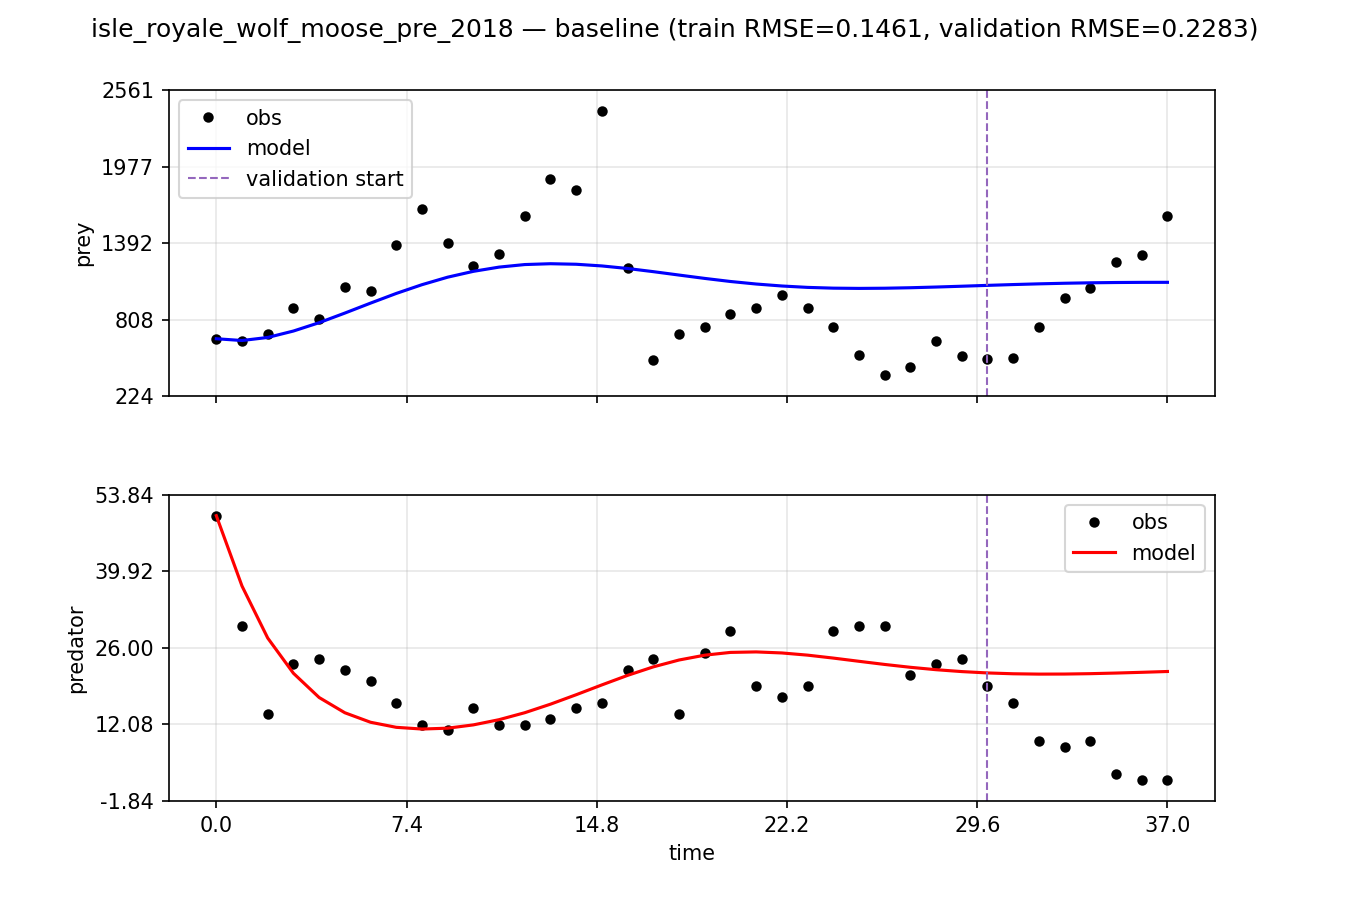 isle_royale_wolf_moose_pre_2018 — baseline (train RMSE=0.1461, validation RMSE=0.2283)
2561
1977
1392
808
224
prey
obs
model
validation start
53.84
39.92
26.00
12.08
-1.84
predator
obs
model
0.0 7.4 14.8 22.2 29.6 37.0
time